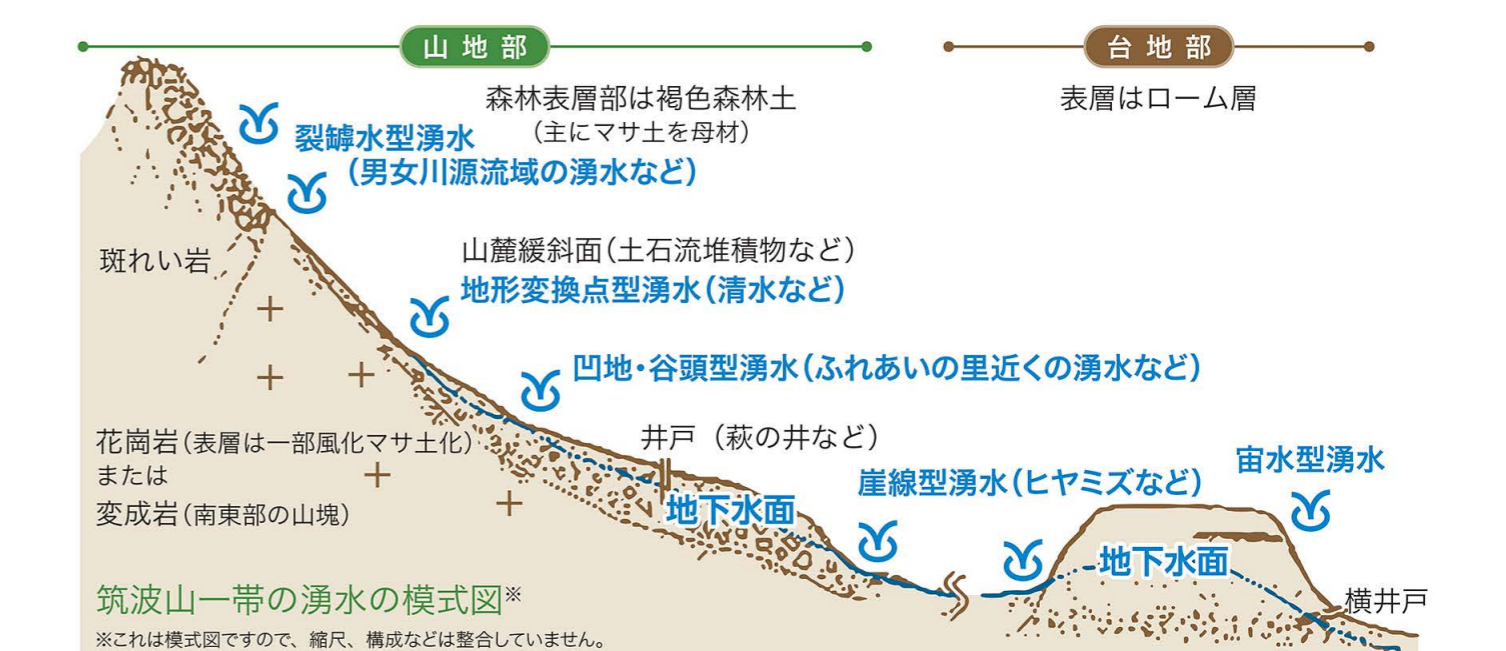 山地部
台地部
森林表層部は褐色森林土
(主にマサ土を母材)
表層はローム層
裂罅水型湧水
(男女川源流域の湧水など)
斑れい岩
山麓緩斜面(土石流堆積物など)
地形変換点型湧水(清水など)
凹地・谷頭型湧水(ふれあいの里近くの湧水など)
花崗岩(表層は一部風化マサ土化)
または
変成岩(南東部の山塊)
井戸(萩の井など)
地下水面
崖線型湧水(ヒヤミズなど)
宙水型湧水
地下水面
横井戸
筑波山一帯の湧水の模式図※
※これは模式図ですので、縮尺、構成などは整合していません。